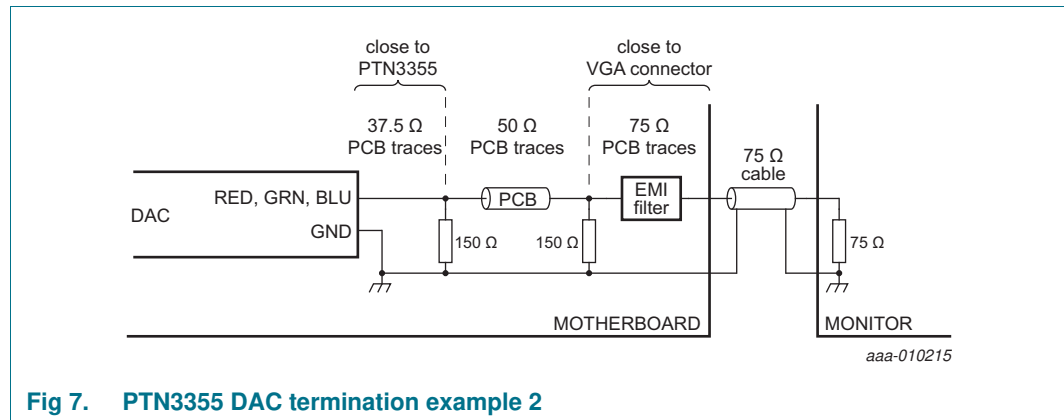 close to
PTN3355
close to
VGA connector
37.5 Ω
PCB traces
50 Ω
PCB traces
75 Ω
PCB traces
75 Ω
cable
DAC
RED, GRN, BLU
GND
PCB
EMI
filter
150 Ω
150 Ω
75 Ω
MOTHERBOARD
MONITOR
aaa-010215
Fig 7. PTN3355 DAC termination example 2